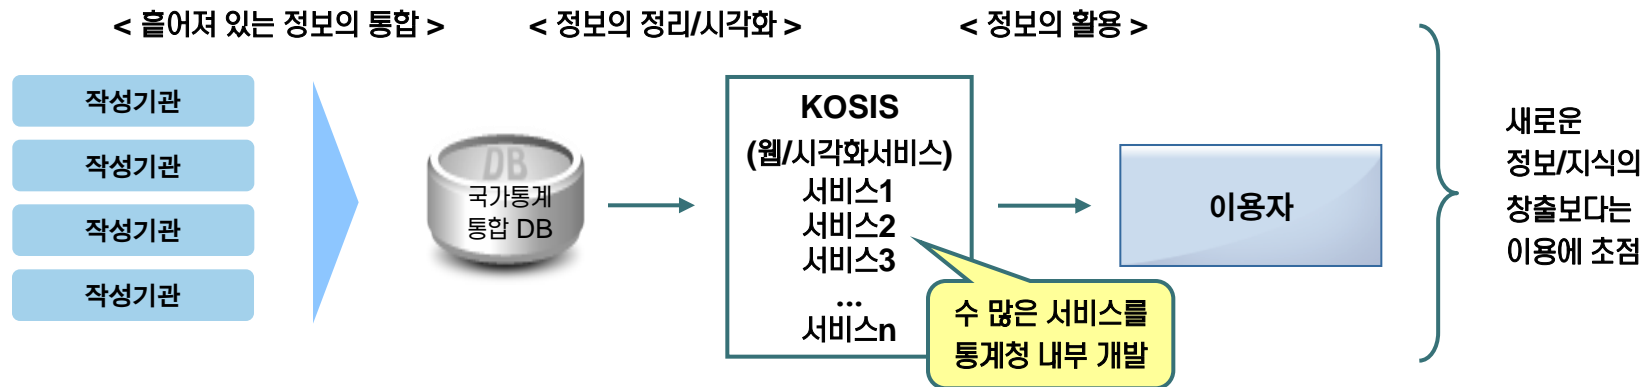 < 흩어져 있는 정보의 통합 >
< 정보의 정리/시각화 >
< 정보의 활용 >
작성기관
작성기관
작성기관
작성기관
DB
국가통계
통합 DB
KOSIS
(웹/시각화서비스)
서비스1
서비스2
서비스3
...
서비스n
수 많은 서비스를
통계청 내부 개발
이용자
새로운
정보/지식의
창출보다는
이용에 초점